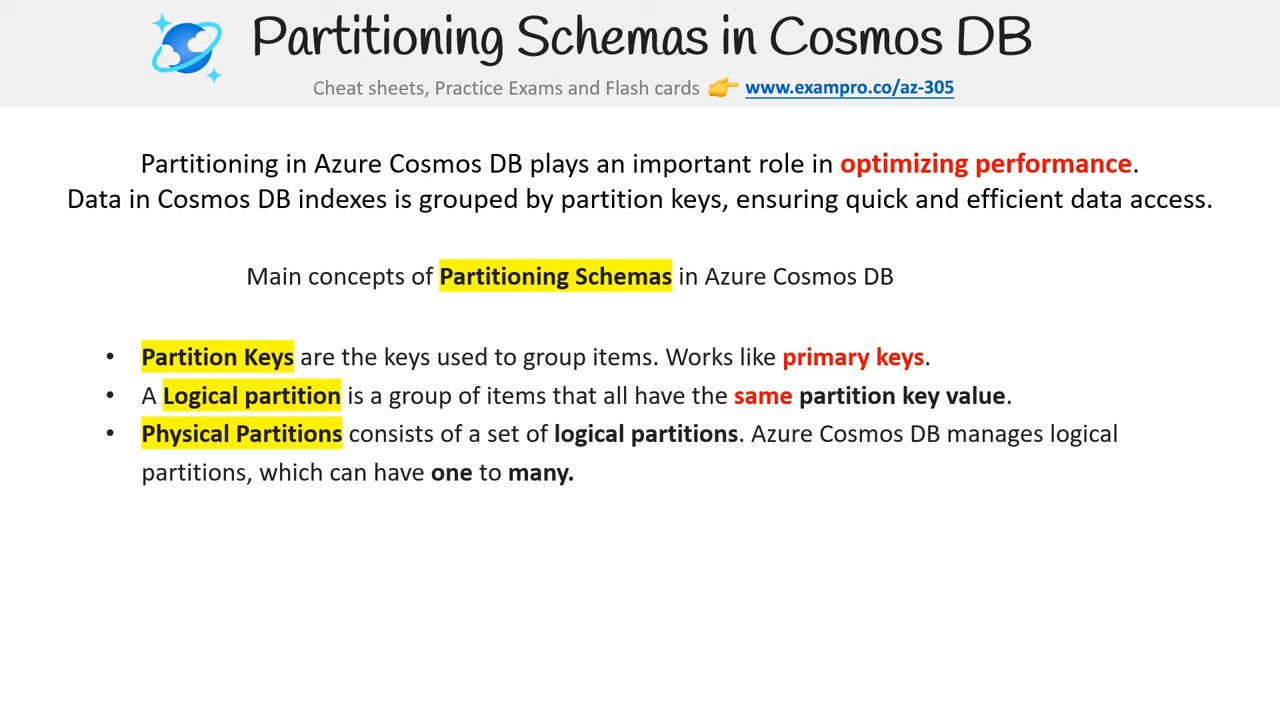 Partitioning Schemas in Cosmos DB
Cheat sheets, Practice Exams and Flash cards 👉 www.exampro.co/az-305
Partitioning in Azure Cosmos DB plays an important role in optimizing performance.
Data in Cosmos DB indexes is grouped by partition keys, ensuring quick and efficient data access.
Main concepts of Partitioning Schemas in Azure Cosmos DB
• Partition Keys are the keys used to group items. Works like primary keys.
• A Logical partition is a group of items that all have the same partition key value.
• Physical Partitions consists of a set of logical partitions. Azure Cosmos DB manages logical
partitions, which can have one to many.